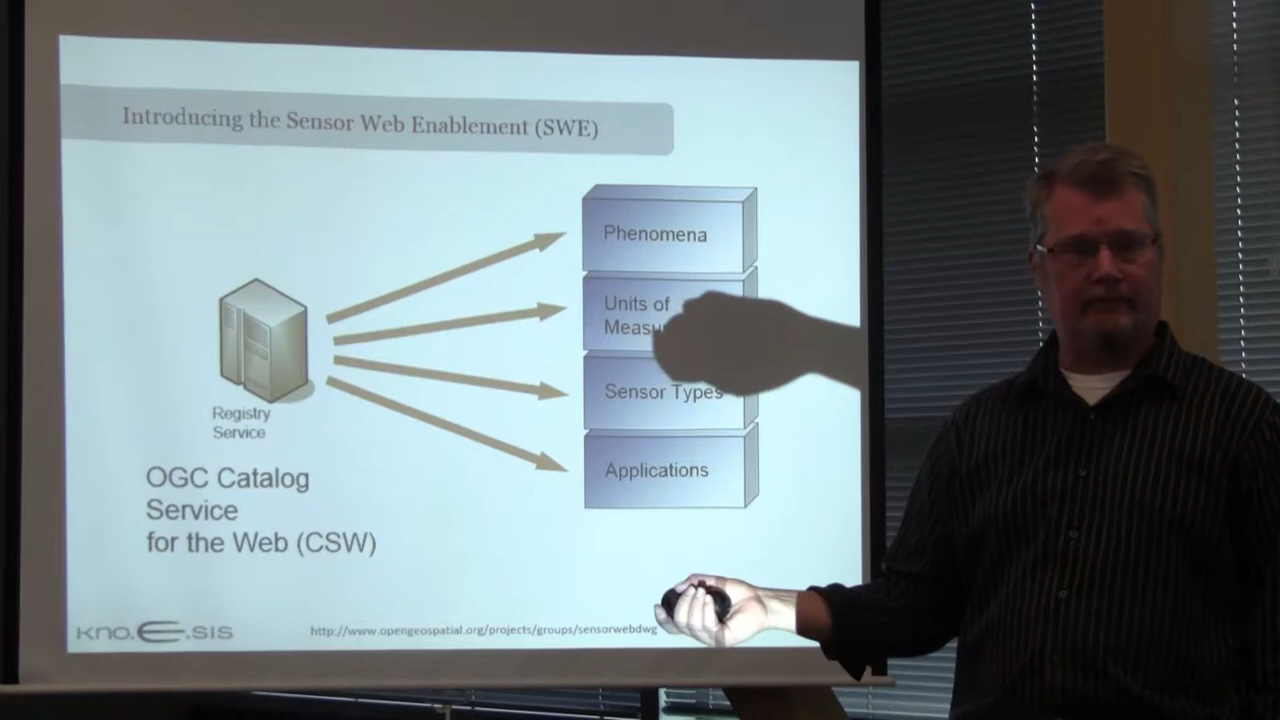 Introducing the Sensor Web Enablement (SWE)
Phenomena
Units of
Sensor Types
Applications
Registry
Service
OGC Catalog
Service
for the Web (CSW)
kno.e.sis
http://www.opengeospatial.org/projects/groups/sensorwebdwg